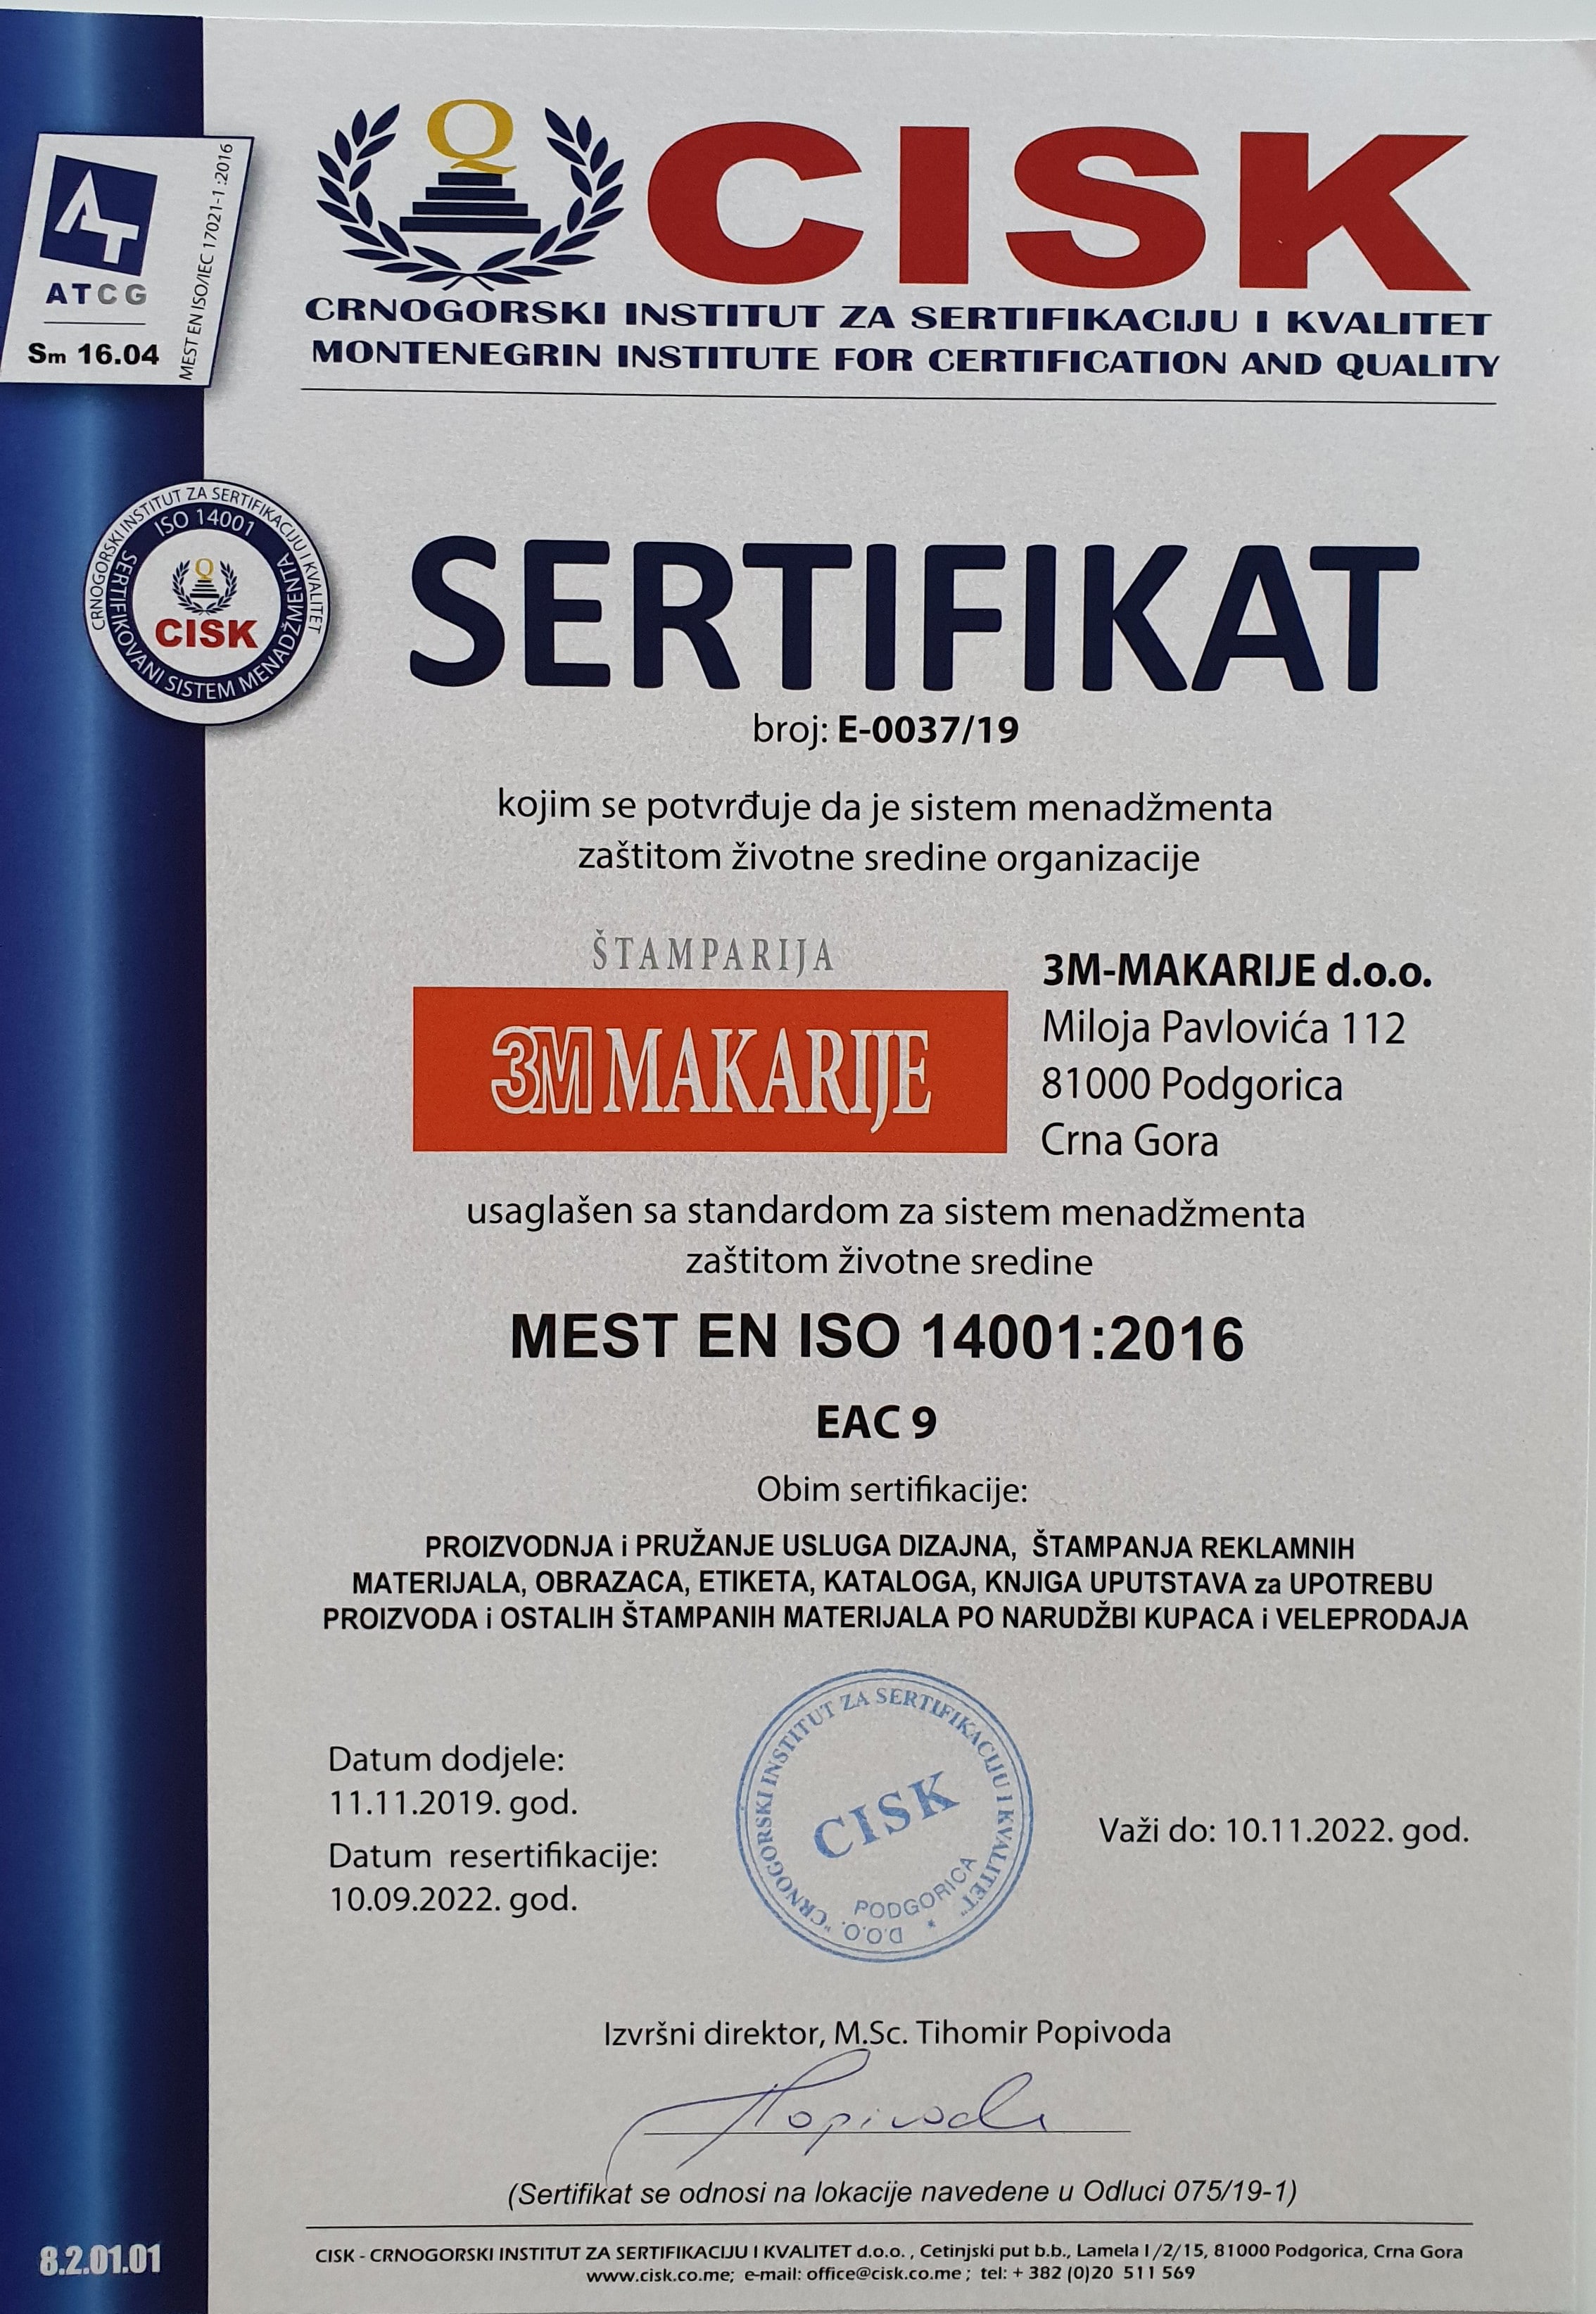 Q
CISK
CRNOGORSKI INSTITUT ZA SERTIFIKACIJU I KVALITET
MONTENEGRIN INSTITUTE FOR CERTIFICATION AND QUALITY
AT
ATCG
Sm 16.04
MEST EN ISO/IEC 17021-1 :2016
CRNOGORSKI INSTITUT ZA SERTIFIKACIJU I KVALITET
ISO 14001
Q
CISK
SERTIFIKOVANI SISTEM MENADŽMENTA
SERTIFIKAT
broj: E-0037/19
kojim se potvrđuje da je sistem menadžmenta
zaštitom životne sredine organizacije
ŠTAMPARIJA
3M MAKARIJE
3M-MAKARIJE d.o.o.
Miloja Pavlovića 112
81000 Podgorica
Crna Gora
usaglašen sa standardom za sistem menadžmenta
zaštitom životne sredine
MEST EN ISO 14001:2016
EAC 9
Obim sertifikacije:
PROIZVODNJA i PRUŽANJE USLUGA DIZAJNA, ŠTAMPANJA REKLAMNIH
MATERIJALA, OBRAZACA, ETIKETA, KATALOGA, KNJIGA UPUTSTAVA za UPOTREBU
PROIZVODA i OSTALIH ŠTAMPANIH MATERIJALA PO NARUDŽBI KUPACA i VELEPRODAJA
Datum dodjele:
11.11.2019. god.
Datum resertifikacije:
10.09.2022. god.
"CRNOGORSKI INSTITUT ZA SERTIFIKACIJU I KVALITET"
CISK
PODGORICA
D.O.O. *
Važi do: 10.11.2022. god.
Izvršni direktor, M.Sc. Tihomir Popivoda
Popivoda
(Sertifikat se odnosi na lokacije navedene u Odluci 075/19-1)
8.2.01.01
CISK - CRNOGORSKI INSTITUT ZA SERTIFIKACIJU I KVALITET d.o.o. , Cetinjski put b.b., Lamela I /2/ 15, 81000 Podgorica, Crna Gora
www.cisk.co.me; e-mail: office@cisk.co.me ; tel: + 382 (0)20 511 569